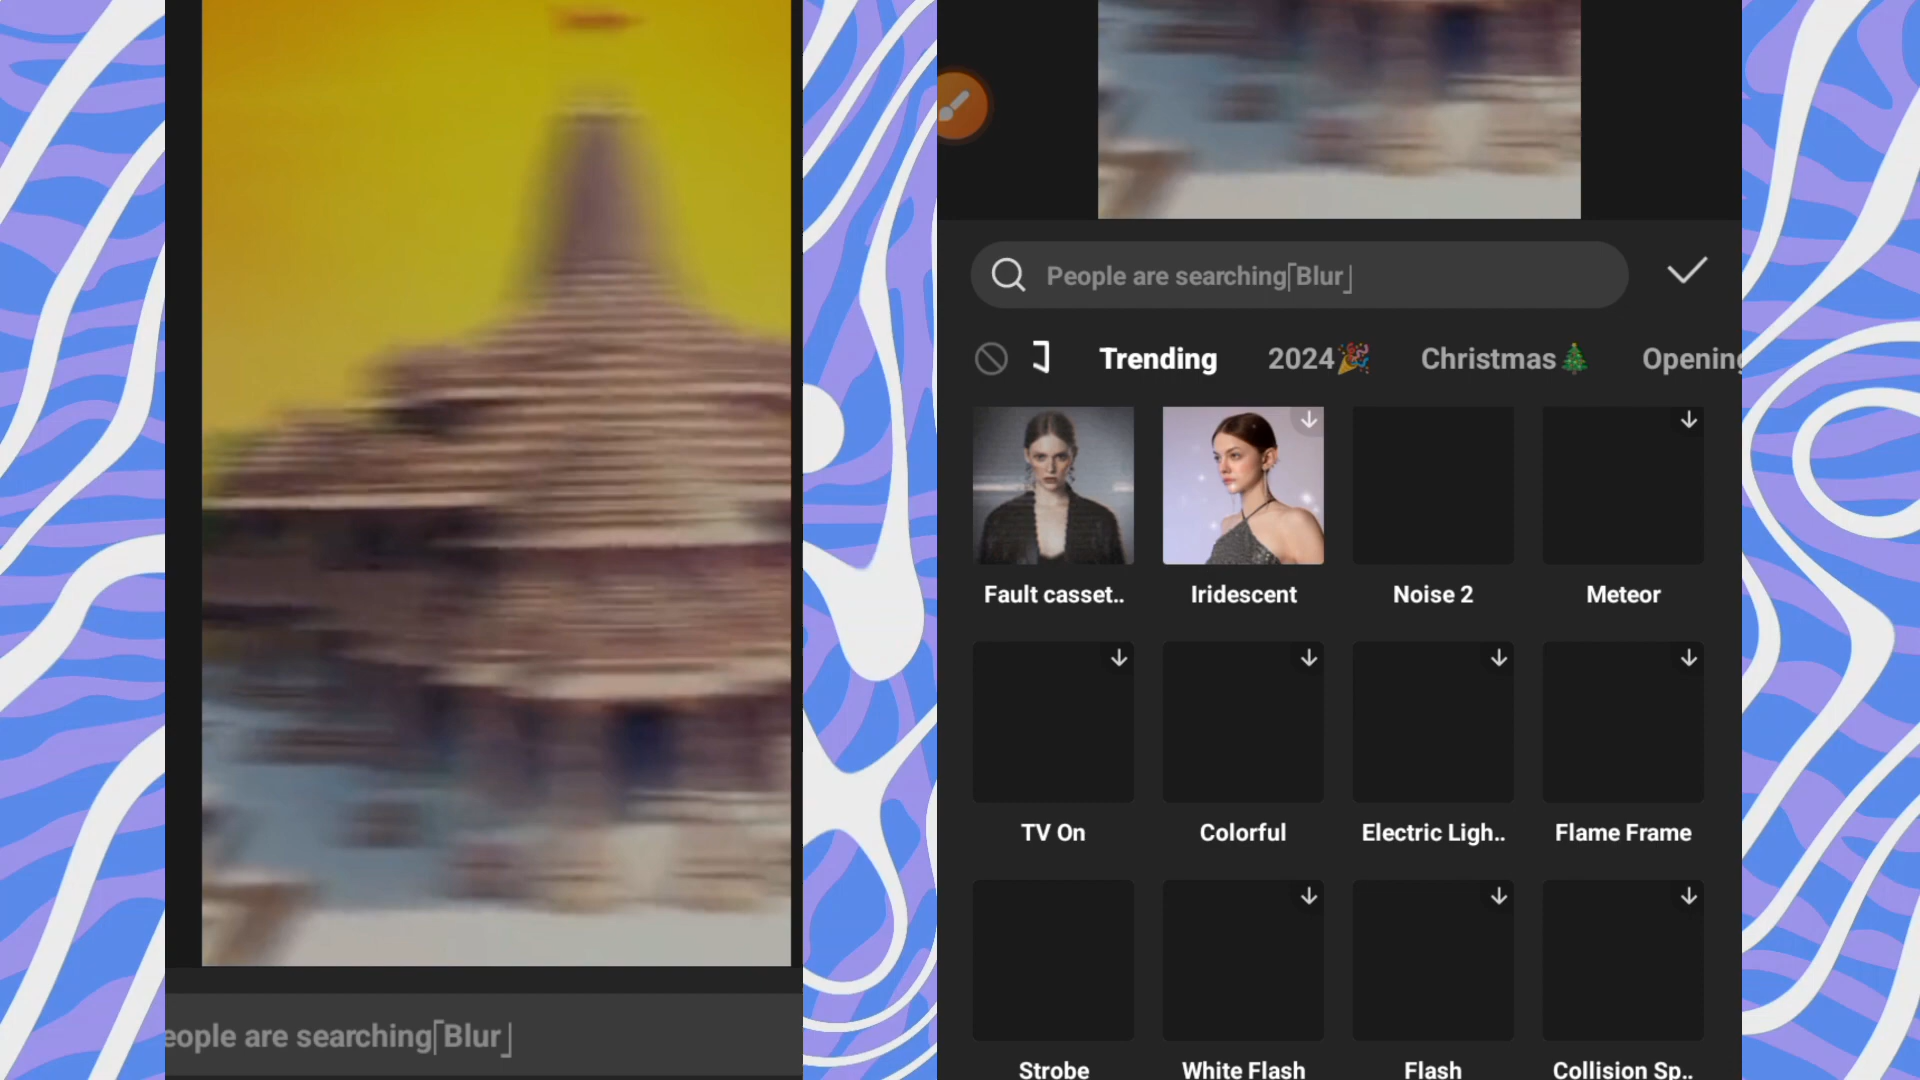 eople are searching「Blur」
People are searching「Blur」
Trending 2024🎉 Christmas🎄 Opening
Fault casset.. Iridescent Noise 2 Meteor
TV On Colorful Electric Ligh.. Flame Frame
Strobe White Flash Flash Collision Sp..